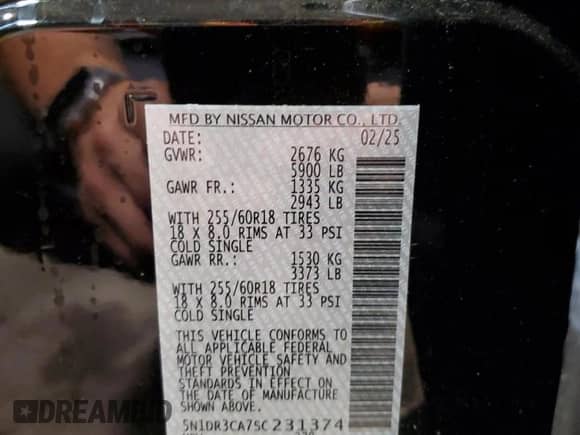 MFD BY NISSAN MOTOR CO., LTD.
DATE: 02/25
GVWR: 2676 KG
5900 LB
GAWR FR.: 1335 KG
2943 LB
WITH 255/60R18 TIRES
18 X 8.0 RIMS AT 33 PSI
COLD SINGLE
GAWR RR.: 1530 KG
3373 LB
WITH 255/60R18 TIRES
18 X 8.0 RIMS AT 33 PSI
COLD SINGLE
THIS VEHICLE CONFORMS TO
ALL APPLICABLE FEDERAL
MOTOR VEHICLE SAFETY AND
THEFT PREVENTION
STANDARDS IN EFFECT ON
THE DATE OF MANUFACTURE
SHOWN ABOVE.
5N1DR3CA7SC231374